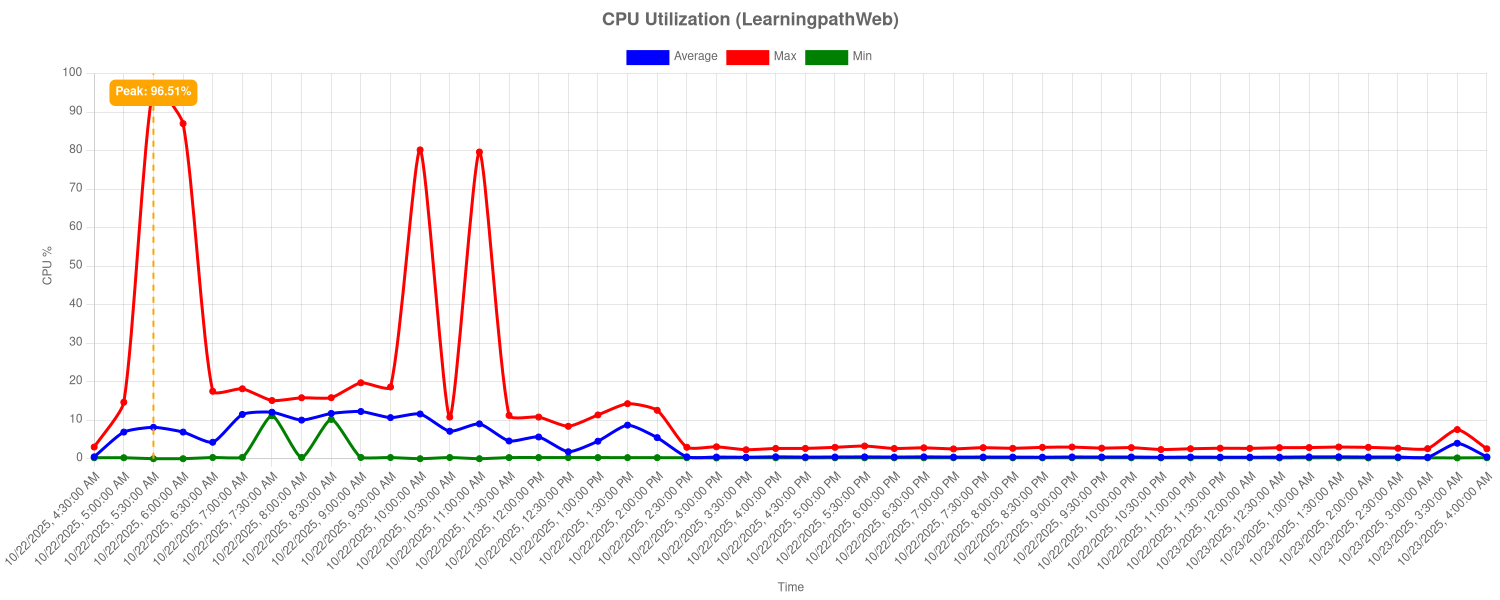 CPU Utilization (LearningpathWeb)
Average Max Min
100
Peak: 96.51%
90
80
70
60
50
40
30
20
10
0
CPU %
10/22/2025, 4:30:00 AM
10/22/2025, 5:00:00 AM
10/22/2025, 5:30:00 AM
10/22/2025, 6:00:00 AM
10/22/2025, 6:30:00 AM
10/22/2025, 7:00:00 AM
10/22/2025, 7:30:00 AM
10/22/2025, 8:00:00 AM
10/22/2025, 8:30:00 AM
10/22/2025, 9:00:00 AM
10/22/2025, 9:30:00 AM
10/22/2025, 10:00:00 AM
10/22/2025, 10:30:00 AM
10/22/2025, 11:00:00 AM
10/22/2025, 11:30:00 AM
10/22/2025, 12:00:00 PM
10/22/2025, 12:30:00 PM
10/22/2025, 1:00:00 PM
10/22/2025, 1:30:00 PM
10/22/2025, 2:00:00 PM
10/22/2025, 2:30:00 PM
10/22/2025, 3:00:00 PM
10/22/2025, 3:30:00 PM
10/22/2025, 4:00:00 PM
10/22/2025, 4:30:00 PM
10/22/2025, 5:00:00 PM
10/22/2025, 5:30:00 PM
10/22/2025, 6:00:00 PM
10/22/2025, 6:30:00 PM
10/22/2025, 7:00:00 PM
10/22/2025, 7:30:00 PM
10/22/2025, 8:00:00 PM
10/22/2025, 8:30:00 PM
10/22/2025, 9:00:00 PM
10/22/2025, 9:30:00 PM
10/22/2025, 10:00:00 PM
10/22/2025, 10:30:00 PM
10/22/2025, 11:00:00 PM
10/22/2025, 11:30:00 PM
10/23/2025, 12:00:00 AM
10/23/2025, 12:30:00 AM
10/23/2025, 1:00:00 AM
10/23/2025, 1:30:00 AM
10/23/2025, 2:00:00 AM
10/23/2025, 2:30:00 AM
10/23/2025, 3:00:00 AM
10/23/2025, 3:30:00 AM
10/23/2025, 4:00:00 AM
Time